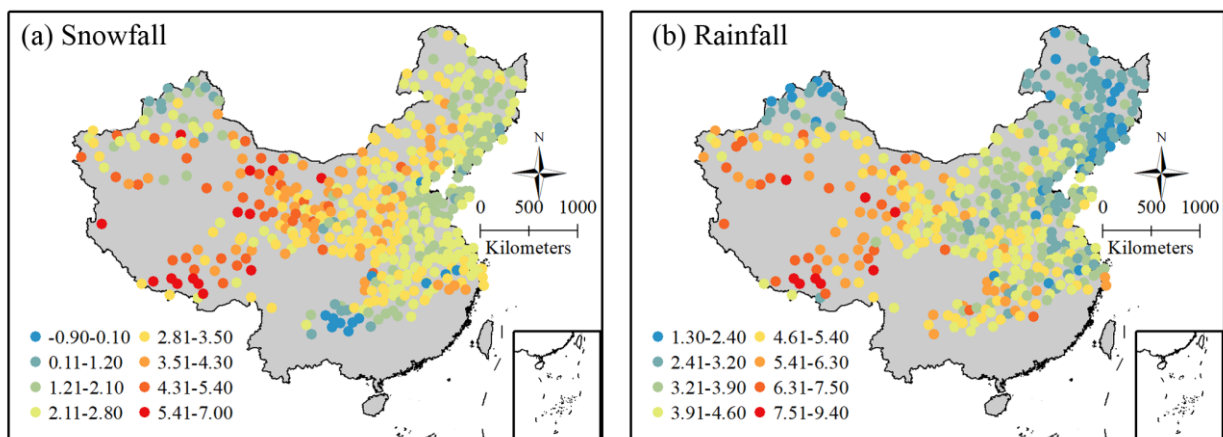 (a) Snowfall
N
0 500 1000
Kilometers
-0.90-0.10 2.81-3.50
0.11-1.20 3.51-4.30
1.21-2.10 4.31-5.40
2.11-2.80 5.41-7.00
(b) Rainfall
N
0 500 1000
Kilometers
1.30-2.40 4.61-5.40
2.41-3.20 5.41-6.30
3.21-3.90 6.31-7.50
3.91-4.60 7.51-9.40